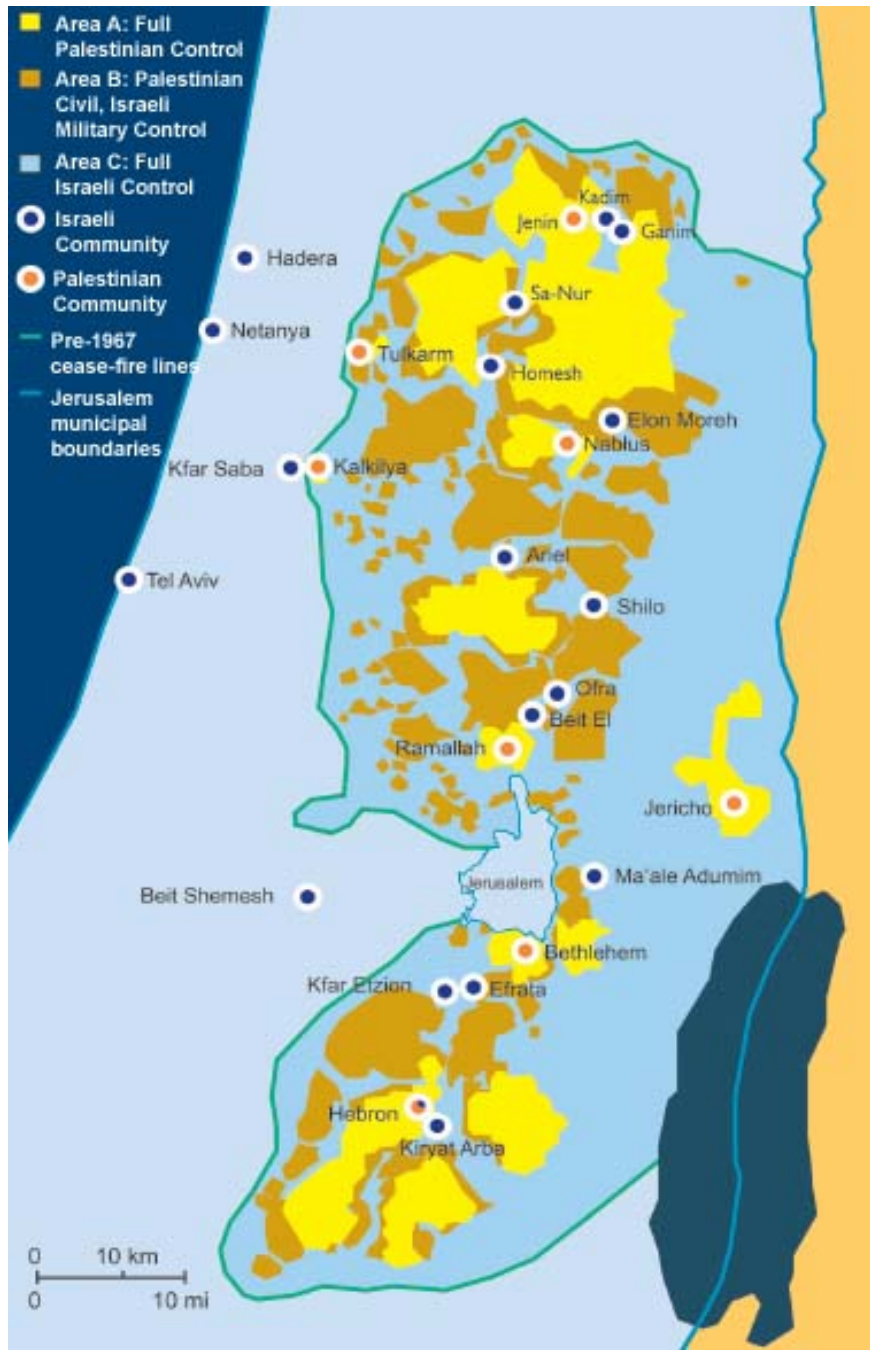 Area A: Full
Palestinian Control
Area B: Palestinian
Civil, Israeli
Military Control
Area C: Full
Israeli Control
Israeli
Community
Palestinian
Community
Pre-1967
cease-fire lines
Jerusalem
municipal
boundaries
Kadim
Jenin
Ganim
Hadera
Sa-Nur
Netanya
Tulkarm
Homesh
Elon Moreh
Nablus
Kfar Saba
Kalkilya
Ariel
Tel Aviv
Shilo
Ofra
Beit El
Ramallah
Jericho
Jerusalem
Ma'ale Adumim
Beit Shemesh
Bethlehem
Kfar Etzion
Efrata
Hebron
Kiryat Arba
0 10 km
0 10 mi